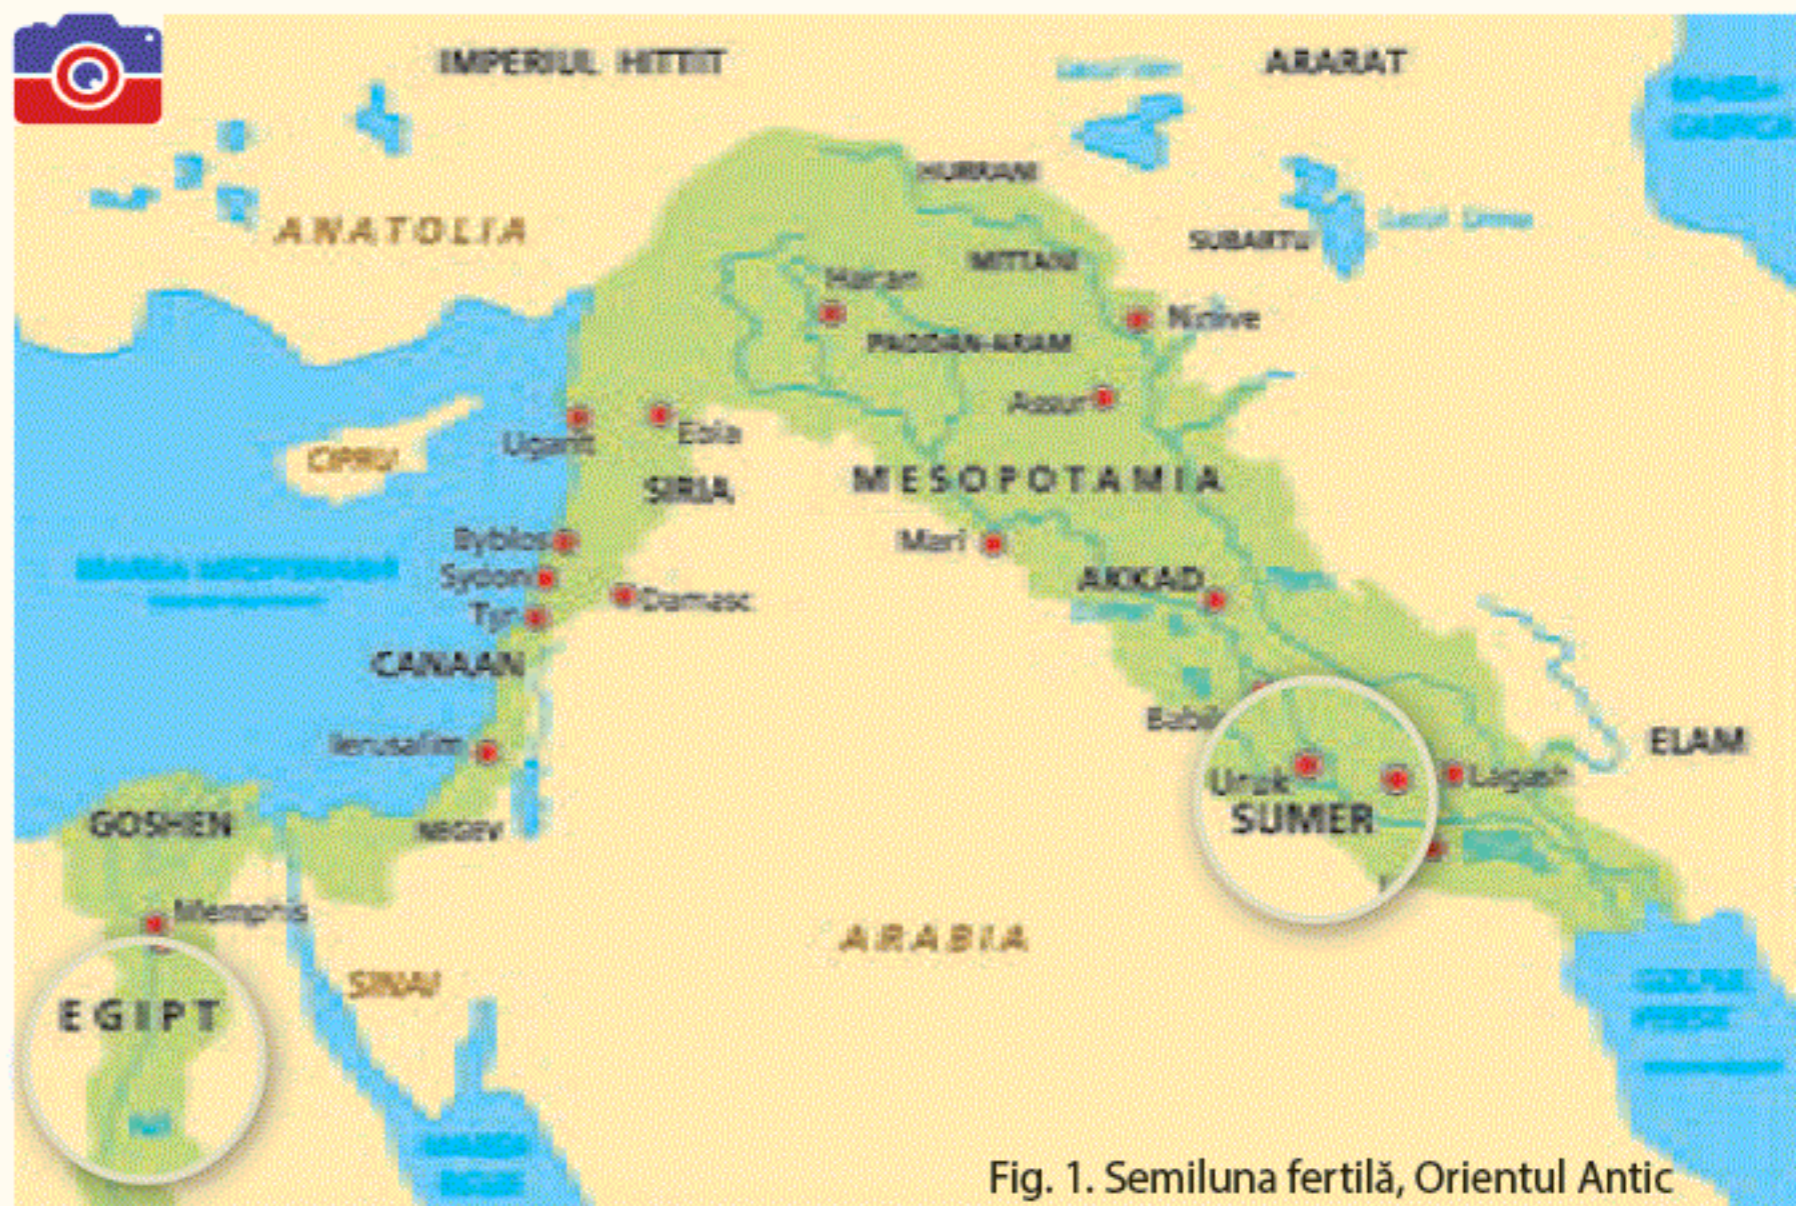 IMPERIUL HITTIT
ARARAT
HURRANI
ANATOLIA
SUBARTU
MITTANI
Harran
Ninive
PADDAN-ARAM
Assur
Ugarit
Ebla
CIPRU
MESOPOTAMIA
SIRIA
Byblos
Mari
Sydon
AKKAD
Damasc
Tyr
CANAAN
Ierusalim
ELAM
Uruk
Lagash
SUMER
GOSHEN
NEGEV
Memphis
ARABIA
SINAI
EGIPT
Fig. 1. Semiluna fertilă, Orientul Antic